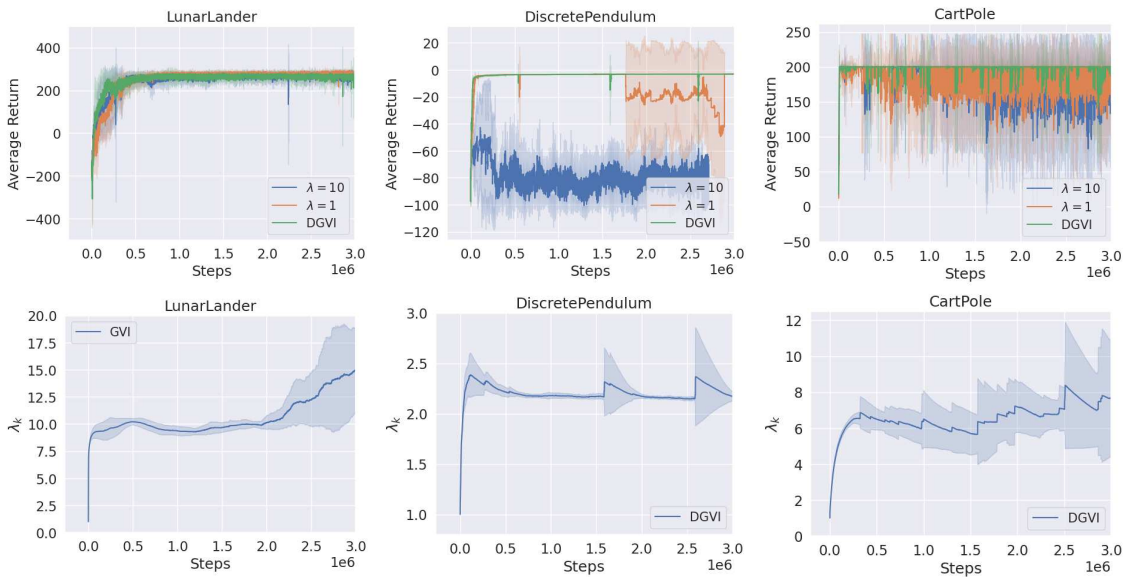 LunarLander
Average Return
400
200
0
−200
−400
λ = 10
λ = 1
DGVI
0.0 0.5 1.0 1.5 2.0 2.5 3.0
Steps
1e6
DiscretePendulum
Average Return
20
0
−20
−40
−60
−80
−100
−120
λ = 10
λ = 1
DGVI
0.0 0.5 1.0 1.5 2.0 2.5 3.0
Steps
1e6
CartPole
Average Return
250
200
150
100
50
0
−50
λ = 10
λ = 1
DGVI
0.0 0.5 1.0 1.5 2.0 2.5 3.0
Steps
1e6
LunarLander
λk
20.0
17.5
15.0
12.5
10.0
7.5
5.0
2.5
0.0
GVI
0.0 0.5 1.0 1.5 2.0 2.5 3.0
Steps
1e6
DiscretePendulum
λk
3.0
2.5
2.0
1.5
1.0
DGVI
0.0 0.5 1.0 1.5 2.0 2.5 3.0
Steps
1e6
CartPole
λk
12
10
8
6
4
2
0
DGVI
0.0 0.5 1.0 1.5 2.0 2.5 3.0
Steps
1e6